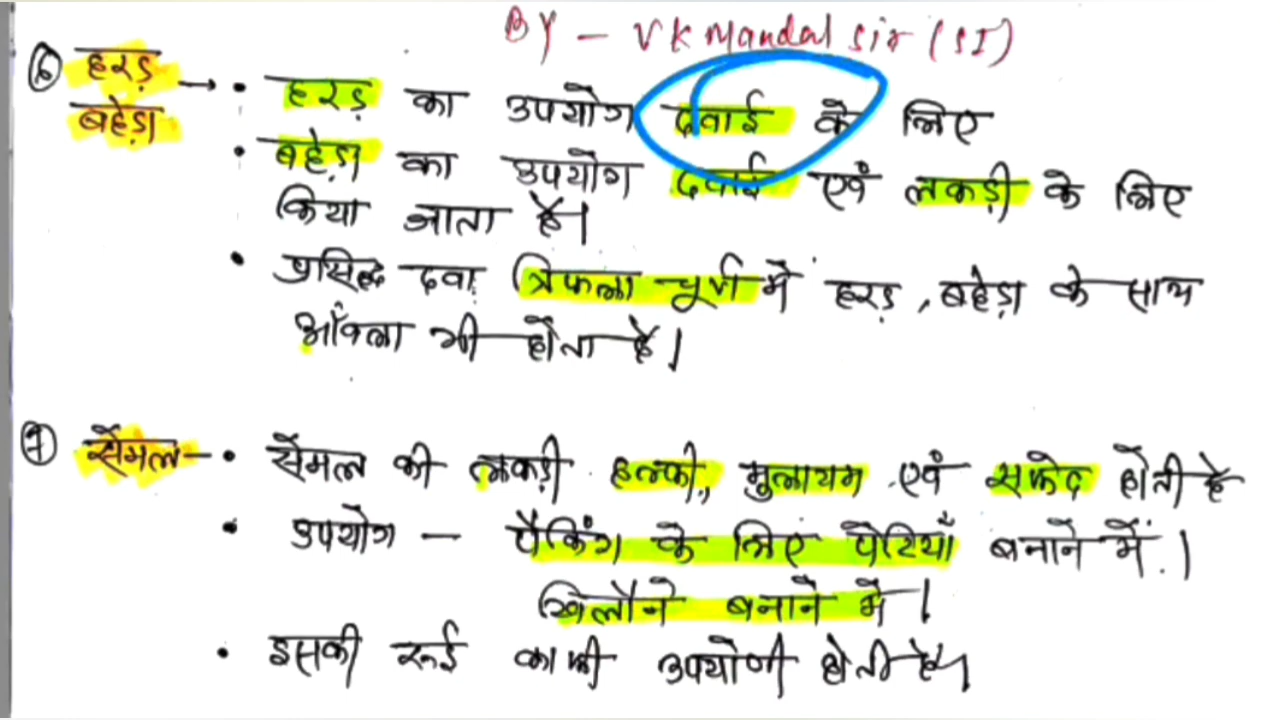 BY - VK Mandal Sir (SI)
⑥ हरड़ → • हरड़ का उपयोग दवाई के लिए
बहेड़ा • बहेड़ा का उपयोग दवाई एवं लकड़ी के लिए
किया जाता है।
• प्रसिद्ध दवा त्रिफला चूर्ण में हरड़, बहेड़ा के साथ
आँवला भी होता है।
⑦ सेमल - • सेमल की लकड़ी हल्की, मुलायम एवं सफेद होती है
• उपयोग - पैकिंग के लिए पेटियाँ बनाने में।
खिलौने बनाने में।
• इसकी रूई काफी उपयोगी होती है।